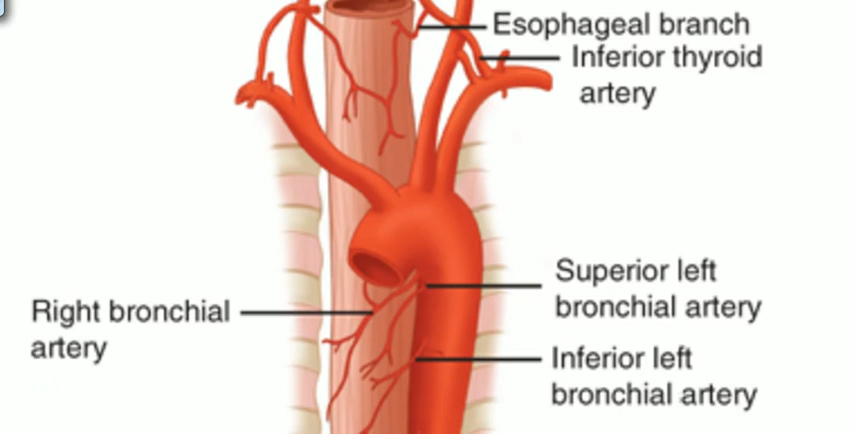 Esophageal branch
Inferior thyroid
artery
Superior left
bronchial artery
Right bronchial
artery
Inferior left
bronchial artery